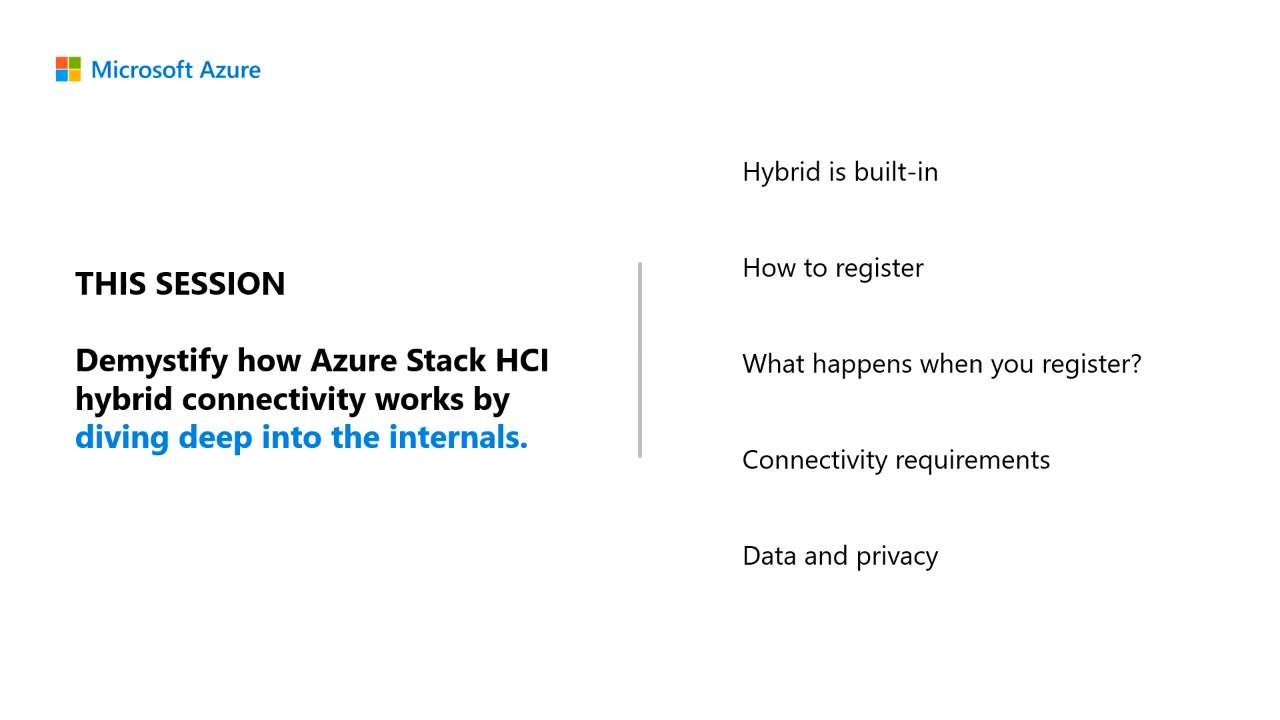 Microsoft Azure
THIS SESSION
Demystify how Azure Stack HCI
hybrid connectivity works by
diving deep into the internals.
Hybrid is built-in
How to register
What happens when you register?
Connectivity requirements
Data and privacy